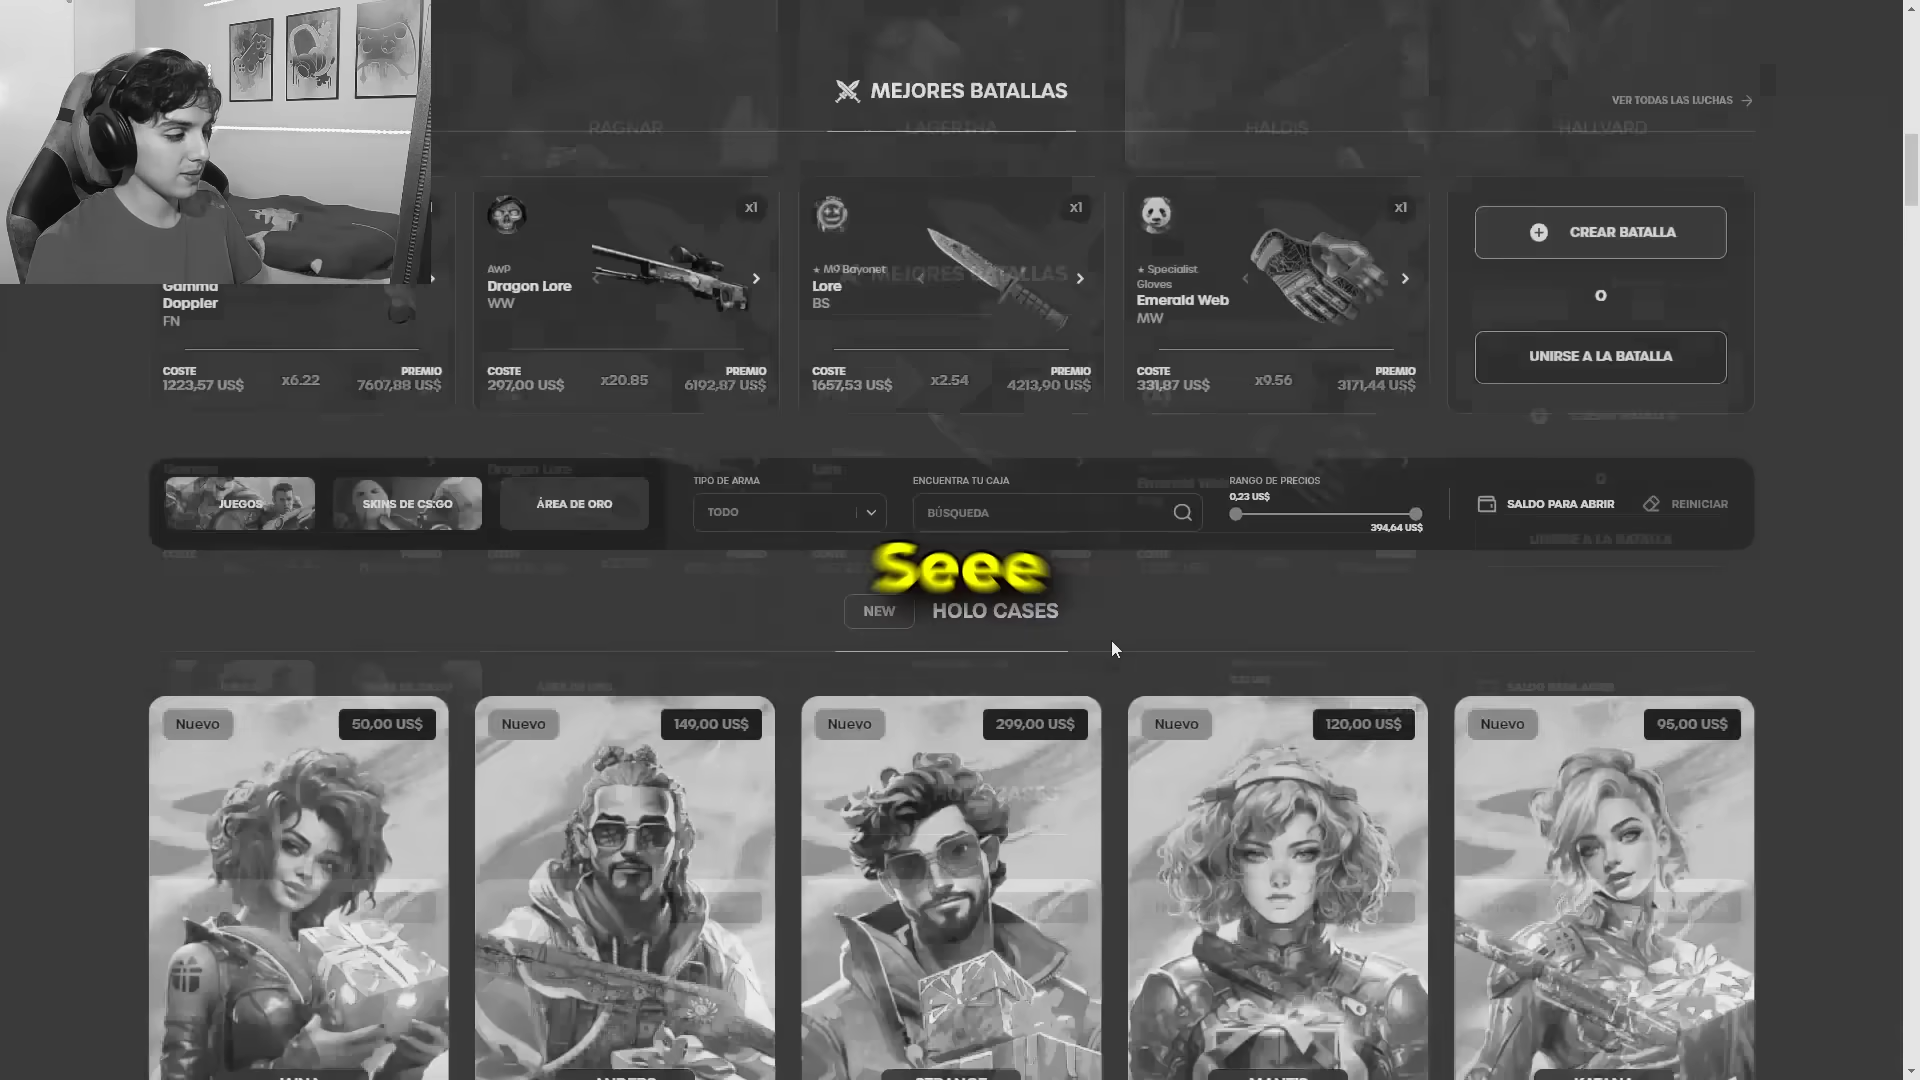 MEJORES BATALLAS
VER TODAS LAS LUCHAS
RAGNAR
LAGERTHA
HALDIS
HALLVARD
Gamma
Doppler
FN
COSTE
1223,57 US$
x6.22
PREMIO
7607,88 US$
x1
AWP
Dragon Lore
WW
COSTE
297,00 US$
x20.85
PREMIO
6192,87 US$
x1
★ M9 Bayonet
Lore
BS
COSTE
1657,53 US$
x2.54
PREMIO
4213,90 US$
x1
★ Specialist
Gloves
Emerald Web
MW
COSTE
331,87 US$
x9.56
PREMIO
3171,44 US$
CREAR BATALLA
O
UNIRSE A LA BATALLA
JUEGOS
SKINS DE CS:GO
ÁREA DE ORO
TIPO DE ARMA
TODO
ENCUENTRA TU CAJA
BÚSQUEDA
RANGO DE PRECIOS
0,23 US$
394,64 US$
SALDO PARA ABRIR
REINICIAR
Seee
NEW HOLO CASES
Nuevo 50,00 US$
Nuevo 149,00 US$
Nuevo 299,00 US$
Nuevo 120,00 US$
Nuevo 95,00 US$